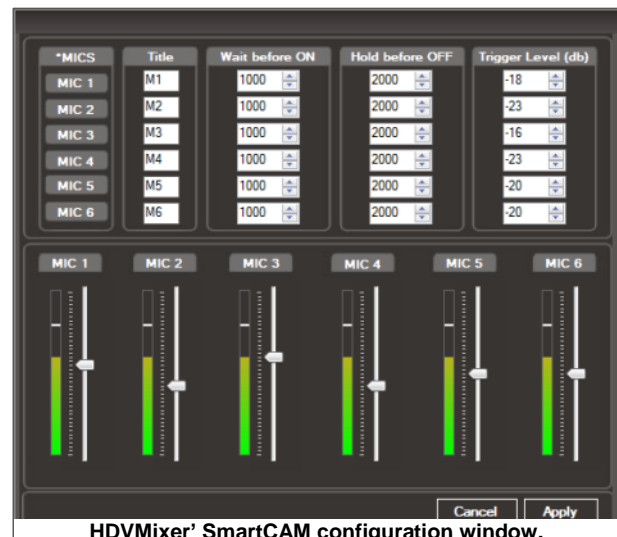 *MICS Title Wait before ON Hold before OFF Trigger Level (db)
MIC 1 M1 1000 2000 -18
MIC 2 M2 1000 2000 -23
MIC 3 M3 1000 2000 -16
MIC 4 M4 1000 2000 -23
MIC 5 M5 1000 2000 -20
MIC 6 M6 1000 2000 -20
MIC 1 MIC 2 MIC 3 MIC 4 MIC 5 MIC 6
Cancel Apply
HDVMixer' SmartCAM configuration window.